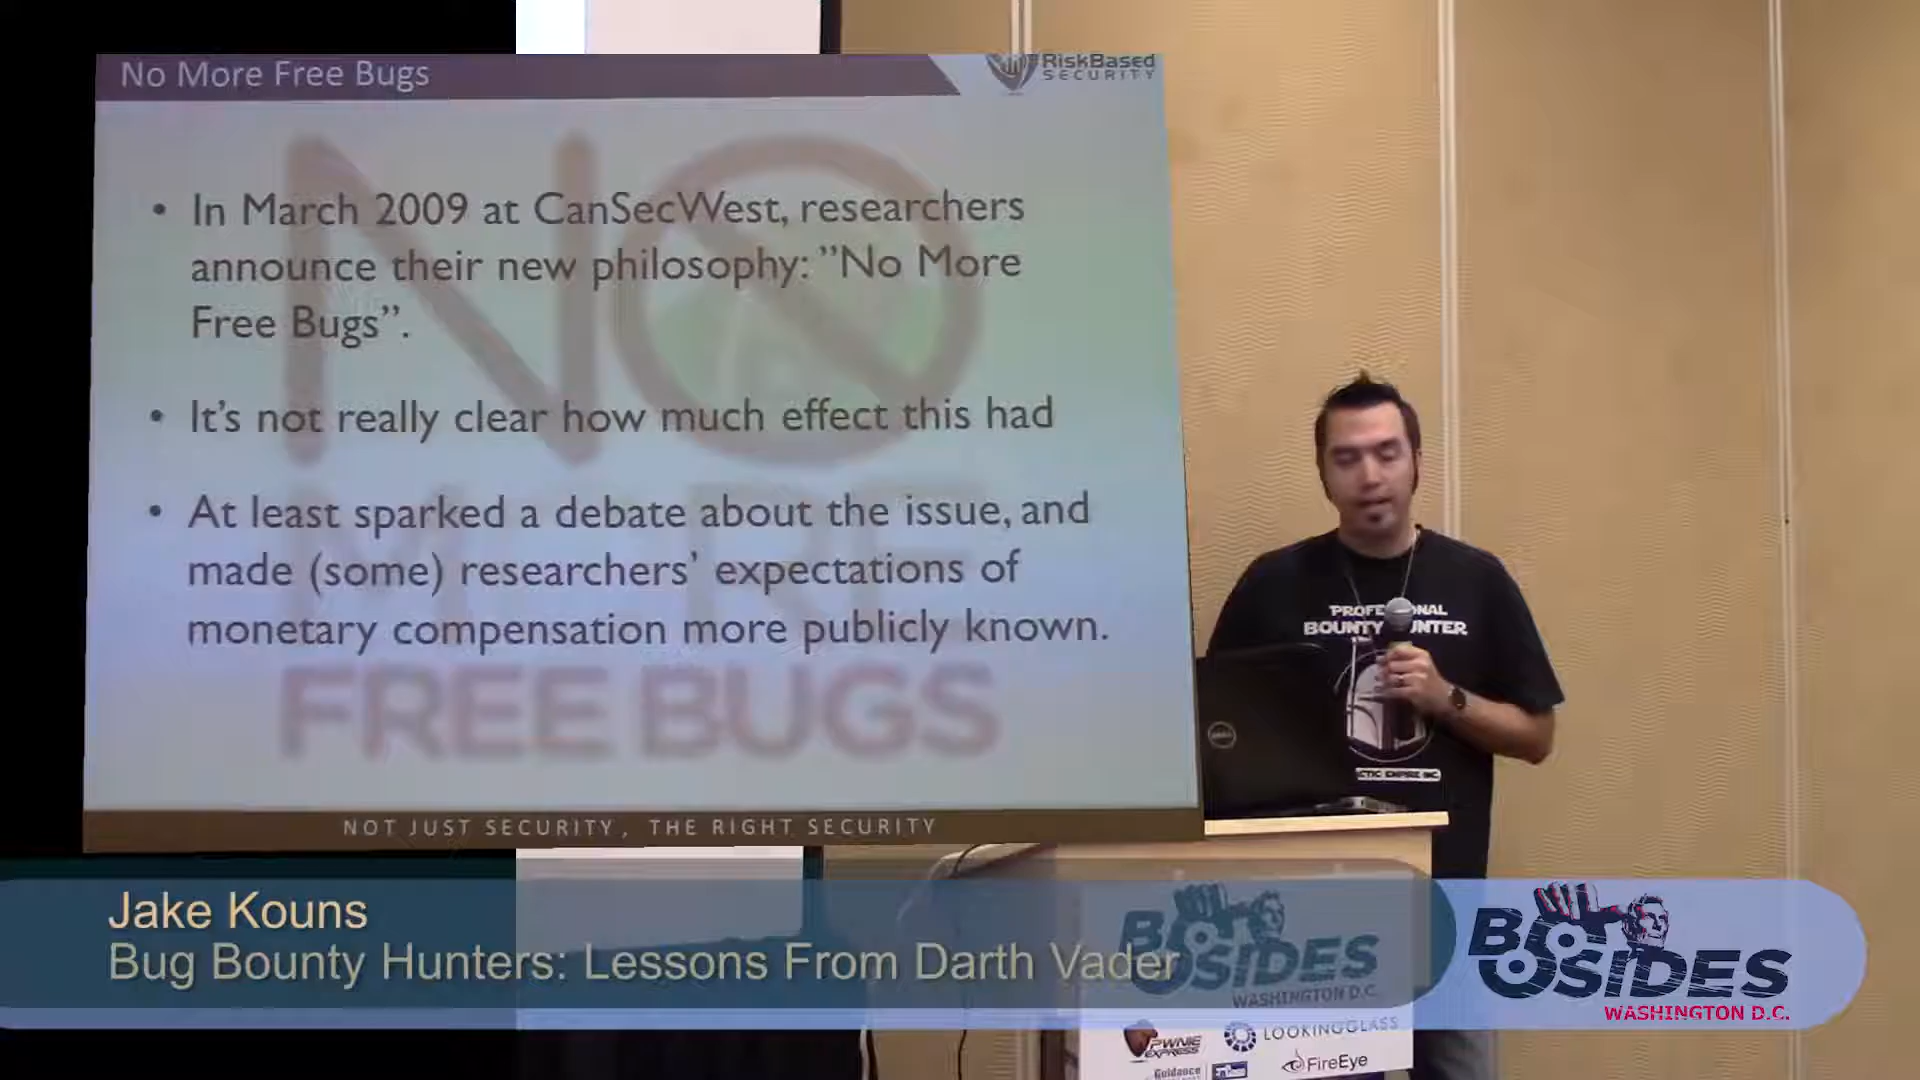 No More Free Bugs
RiskBased
SECURITY
• In March 2009 at CanSecWest, researchers
announce their new philosophy: ”No More
Free Bugs”.
• It’s not really clear how much effect this had
• At least sparked a debate about the issue, and
made (some) researchers’ expectations of
monetary compensation more publicly known.
NO
MORE
FREE BUGS
NOT JUST SECURITY, THE RIGHT SECURITY
BOUNTY
DELL
Jake Kouns
Bug Bounty Hunters: Lessons From Darth Vader
BSIDES
WASHINGTON D.C.
BSIDES
WASHINGTON D.C.
PWNIE
EXPRESS
LOOKINGGLASS
Guidance
FireEye